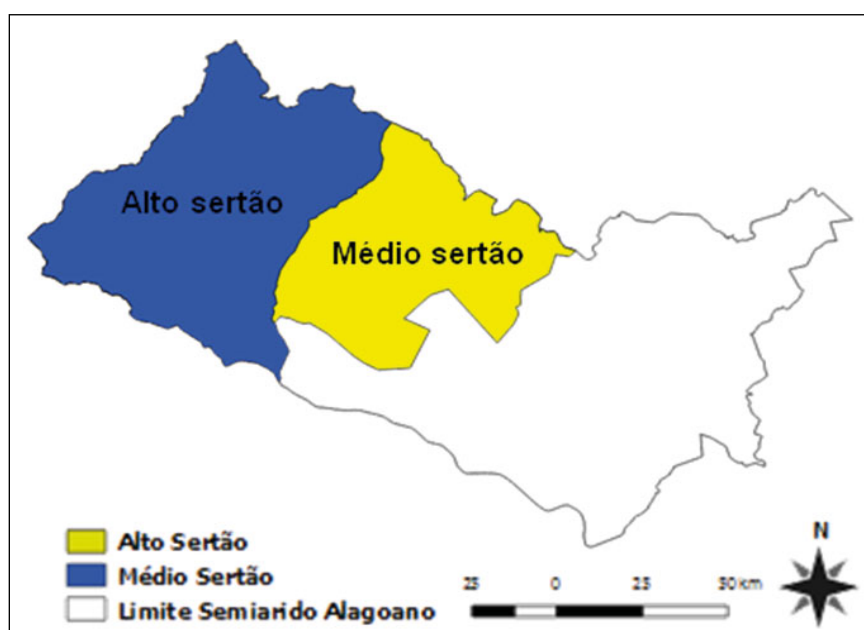 Alto sertão
Médio sertão
Alto Sertão
Médio Sertão
Limite Semiarido Alagoano
N
25 0 25 50 km